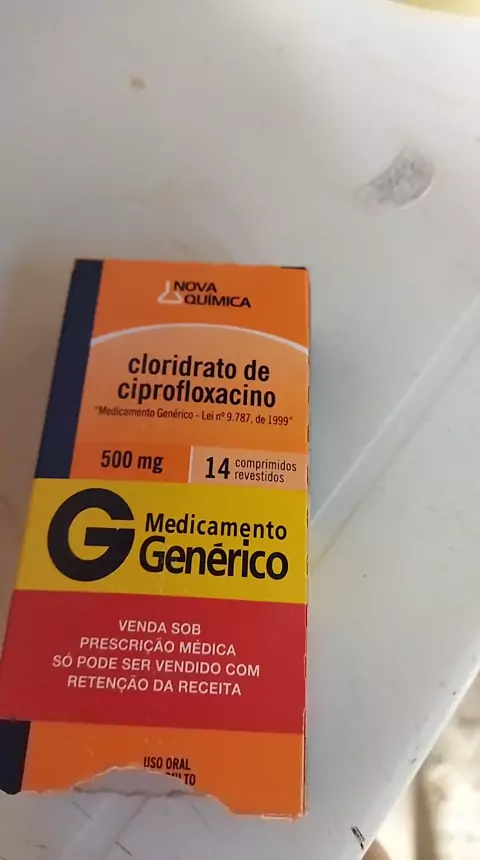 NOVA
QUÍMICA
cloridrato de
ciprofloxacino
"Medicamento Genérico - Lei nº 9.787, de 1999"
500 mg
14 comprimidos
revestidos
G Medicamento
Genérico
VENDA SOB
PRESCRIÇÃO MÉDICA
SÓ PODE SER VENDIDO COM
RETENÇÃO DA RECEITA
USO ORAL